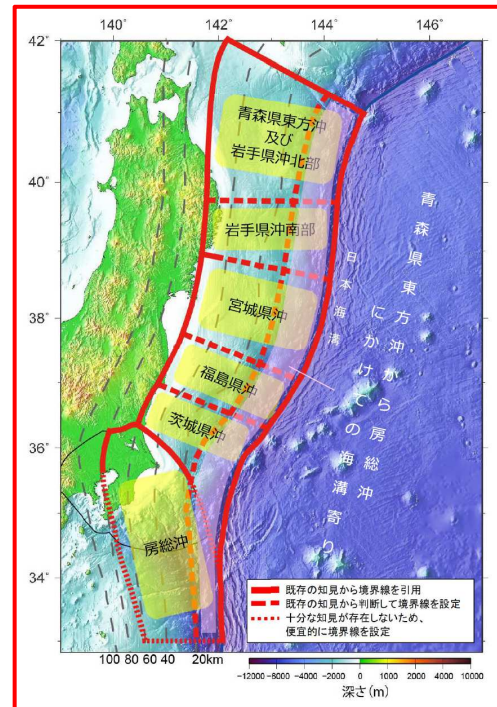 140° 142° 144° 146°
42°
40°
38°
36°
34°
青森県東方沖
及び
岩手県沖北部
岩手県沖南部
宮城県沖
福島県沖
茨城県沖
房総沖
日本海溝
青森県東方沖から房総沖
にかけての海溝寄り
既存の知見から境界線を引用
既存の知見から判断して境界線を設定
十分な知見が存在しないため、
便宜的に境界線を設定
100 80 60 40 20km
-12000 -8000 -6000 -4000 -2000 0 1000 2000 4000 6000 10000
深さ(m)